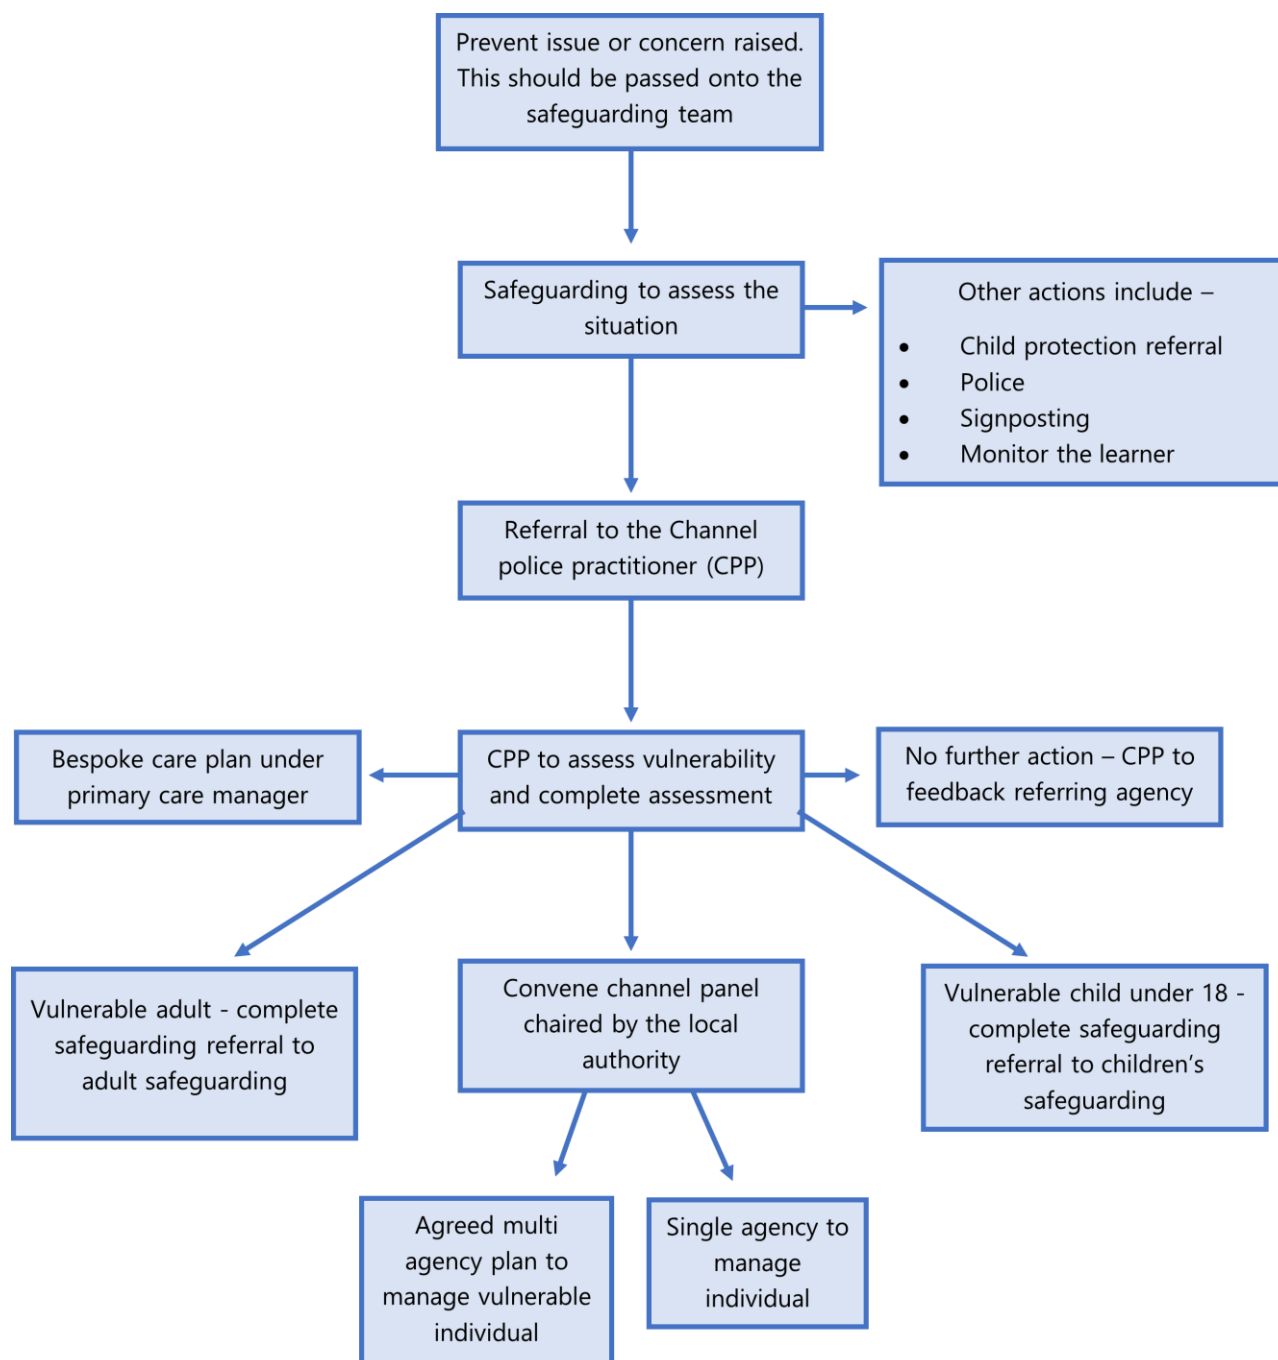 Prevent issue or concern raised.
This should be passed onto the
safeguarding team
Safeguarding to assess the
situation
Other actions include –
• Child protection referral
• Police
• Signposting
• Monitor the learner
Referral to the Channel
police practitioner (CPP)
Bespoke care plan under
primary care manager
CPP to assess vulnerability
and complete assessment
No further action – CPP to
feedback referring agency
Vulnerable adult - complete
safeguarding referral to
adult safeguarding
Convene channel panel
chaired by the local
authority
Vulnerable child under 18 -
complete safeguarding
referral to children’s
safeguarding
Agreed multi
agency plan to
manage vulnerable
individual
Single agency to
manage
individual